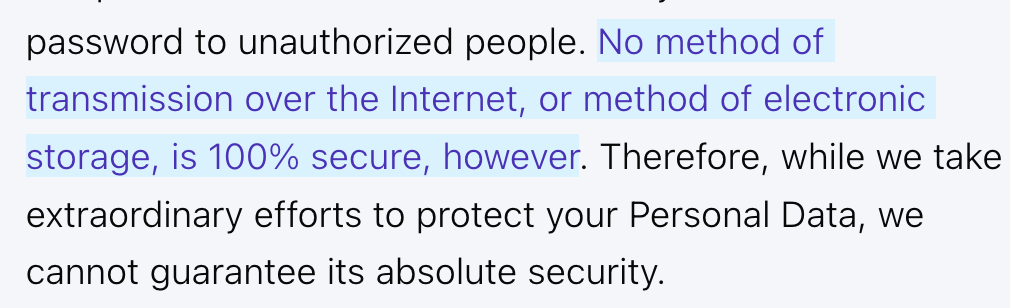 password to unauthorized people. No method of
transmission over the Internet, or method of electronic
storage, is 100% secure, however. Therefore, while we take
extraordinary efforts to protect your Personal Data, we
cannot guarantee its absolute security.